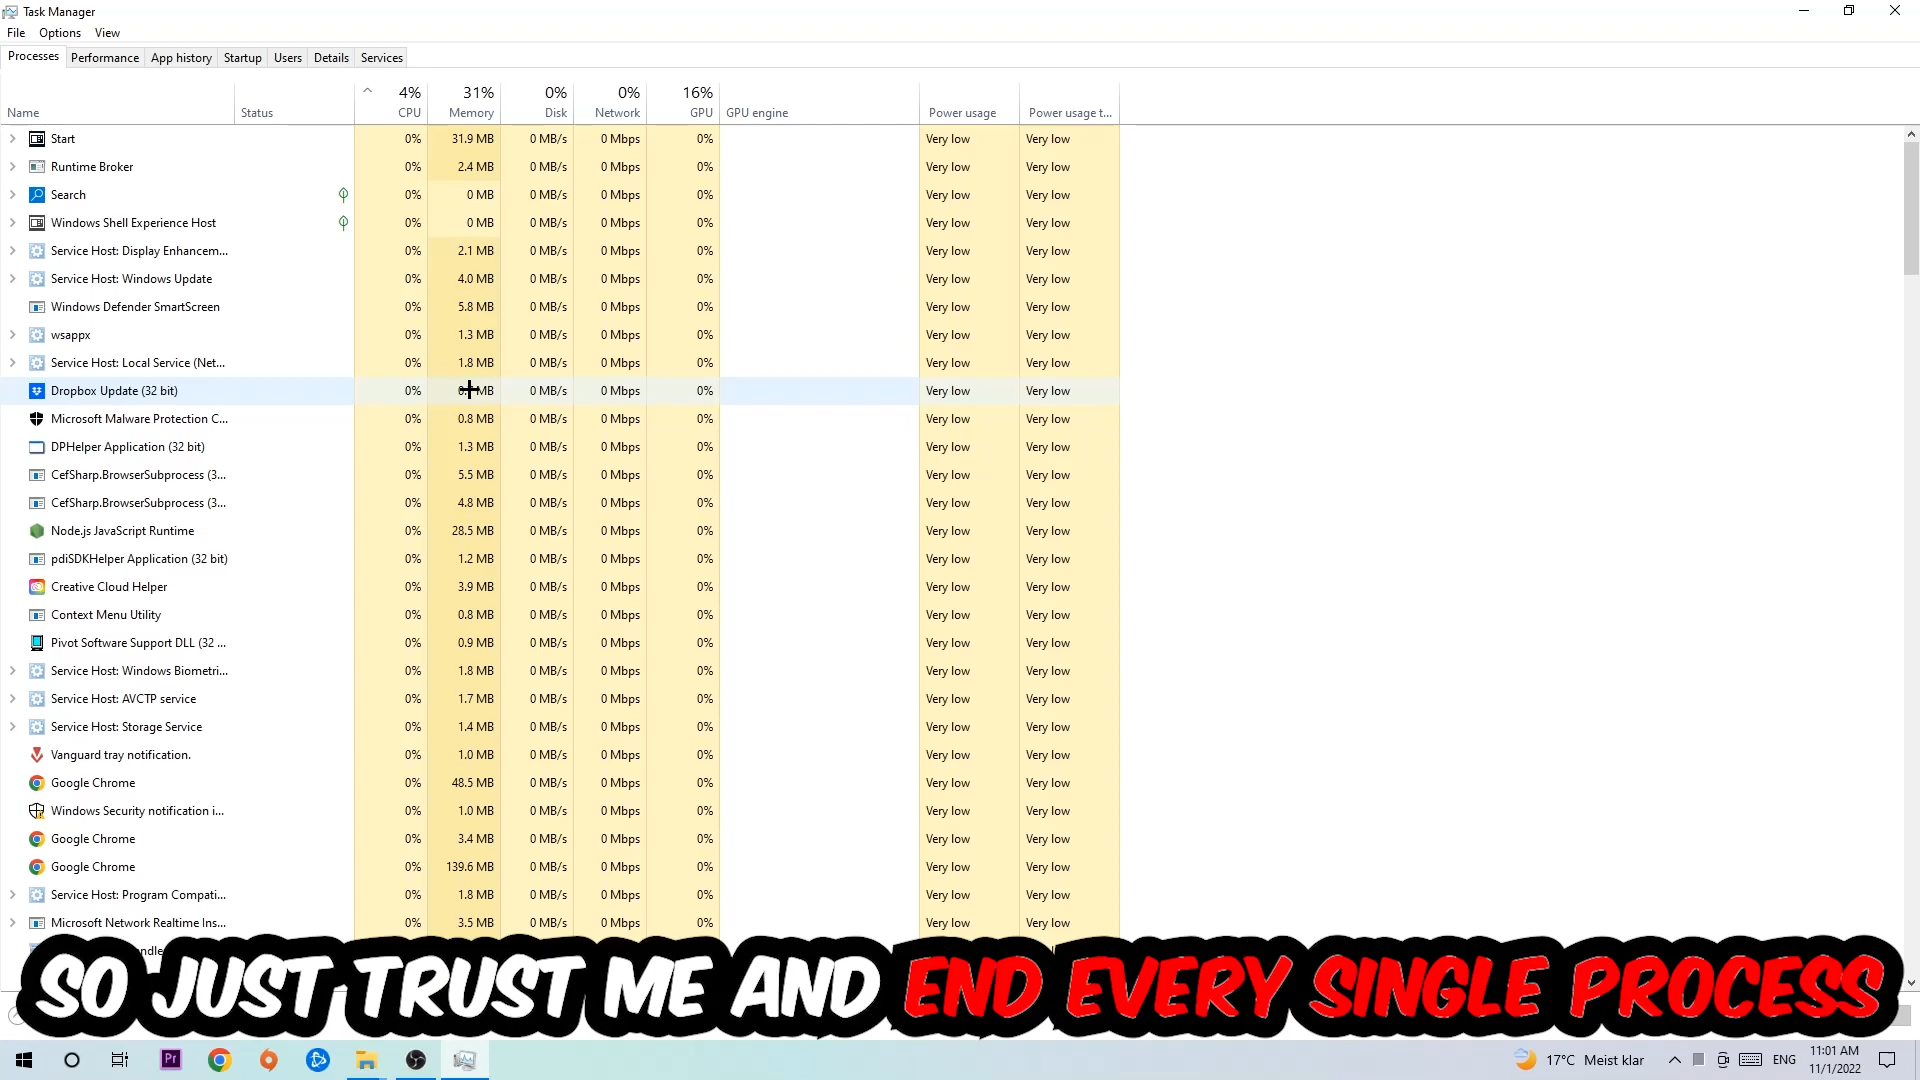 Task Manager
File Options View
Processes Performance App history Startup Users Details Services
4% 31% 0% 0% 16%
Name Status CPU Memory Disk Network GPU GPU engine Power usage Power usage t...
Start 0% 31.9 MB 0 MB/s 0 Mbps 0% Very low Very low
Runtime Broker 0% 2.4 MB 0 MB/s 0 Mbps 0% Very low Very low
Search 0% 0 MB 0 MB/s 0 Mbps 0% Very low Very low
Windows Shell Experience Host 0% 0 MB 0 MB/s 0 Mbps 0% Very low Very low
Service Host: Display Enhancem... 0% 2.1 MB 0 MB/s 0 Mbps 0% Very low Very low
Service Host: Windows Update 0% 4.0 MB 0 MB/s 0 Mbps 0% Very low Very low
Windows Defender SmartScreen 0% 5.8 MB 0 MB/s 0 Mbps 0% Very low Very low
wsappx 0% 1.3 MB 0 MB/s 0 Mbps 0% Very low Very low
Service Host: Local Service (Net... 0% 1.8 MB 0 MB/s 0 Mbps 0% Very low Very low
Dropbox Update (32 bit) 0% MB 0 MB/s 0 Mbps 0% Very low Very low
Microsoft Malware Protection C... 0% 0.8 MB 0 MB/s 0 Mbps 0% Very low Very low
DPHelper Application (32 bit) 0% 1.3 MB 0 MB/s 0 Mbps 0% Very low Very low
CefSharp.BrowserSubprocess (3... 0% 5.5 MB 0 MB/s 0 Mbps 0% Very low Very low
CefSharp.BrowserSubprocess (3... 0% 4.8 MB 0 MB/s 0 Mbps 0% Very low Very low
Node.js JavaScript Runtime 0% 28.5 MB 0 MB/s 0 Mbps 0% Very low Very low
pdiSDKHelper Application (32 bit) 0% 1.2 MB 0 MB/s 0 Mbps 0% Very low Very low
Creative Cloud Helper 0% 3.9 MB 0 MB/s 0 Mbps 0% Very low Very low
Context Menu Utility 0% 0.8 MB 0 MB/s 0 Mbps 0% Very low Very low
Pivot Software Support DLL (32 ... 0% 0.9 MB 0 MB/s 0 Mbps 0% Very low Very low
Service Host: Windows Biometri... 0% 1.8 MB 0 MB/s 0 Mbps 0% Very low Very low
Service Host: AVCTP service 0% 1.7 MB 0 MB/s 0 Mbps 0% Very low Very low
Service Host: Storage Service 0% 1.4 MB 0 MB/s 0 Mbps 0% Very low Very low
Vanguard tray notification. 0% 1.0 MB 0 MB/s 0 Mbps 0% Very low Very low
Google Chrome 0% 48.5 MB 0 MB/s 0 Mbps 0% Very low Very low
Windows Security notification i... 0% 1.0 MB 0 MB/s 0 Mbps 0% Very low Very low
Google Chrome 0% 3.4 MB 0 MB/s 0 Mbps 0% Very low Very low
Google Chrome 0% 139.6 MB 0 MB/s 0 Mbps 0% Very low Very low
Service Host: Program Compati... 0% 1.8 MB 0 MB/s 0 Mbps 0% Very low Very low
Microsoft Network Realtime Ins... 0% 3.5 MB 0 MB/s 0 Mbps 0% Very low Very low
SO JUST TRUST ME AND END EVERY SINGLE PROCESS
Pr 17°C Meist klar ENG 11:01 AM
11/1/2022